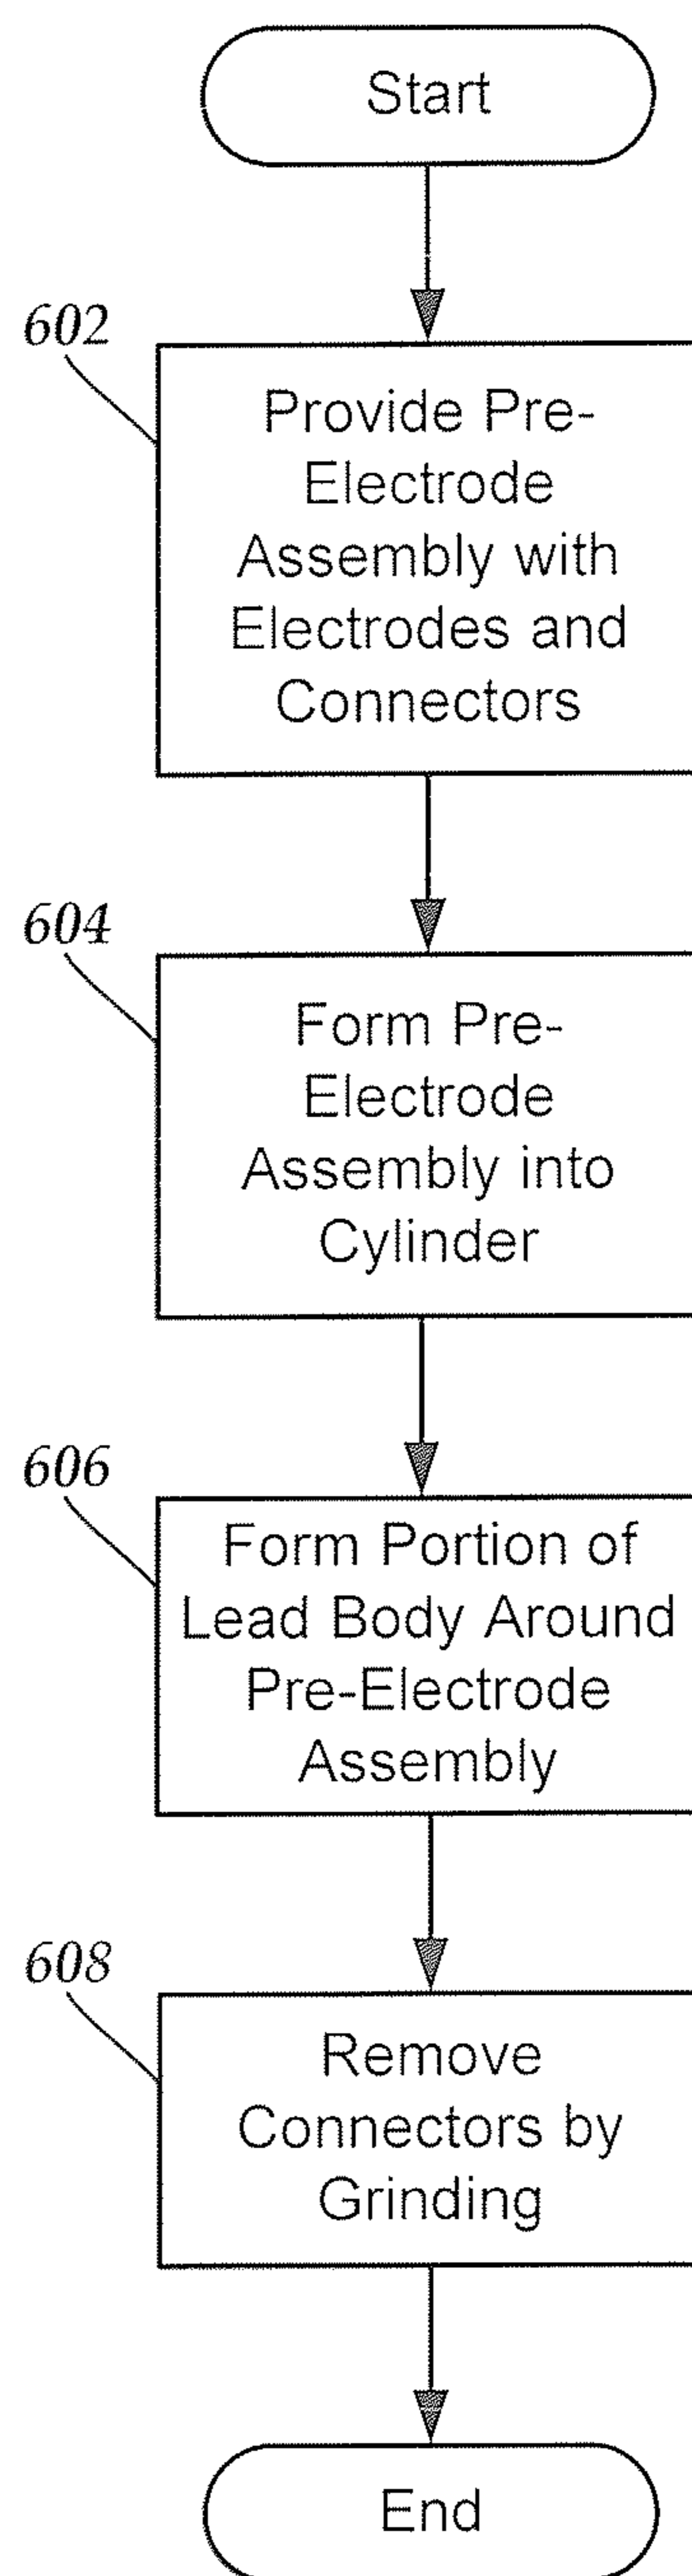 Start
602
Provide Pre-
Electrode
Assembly with
Electrodes and
Connectors
604
Form Pre-
Electrode
Assembly into
Cylinder
606
Form Portion of
Lead Body Around
Pre-Electrode
Assembly
608
Remove
Connectors by
Grinding
End